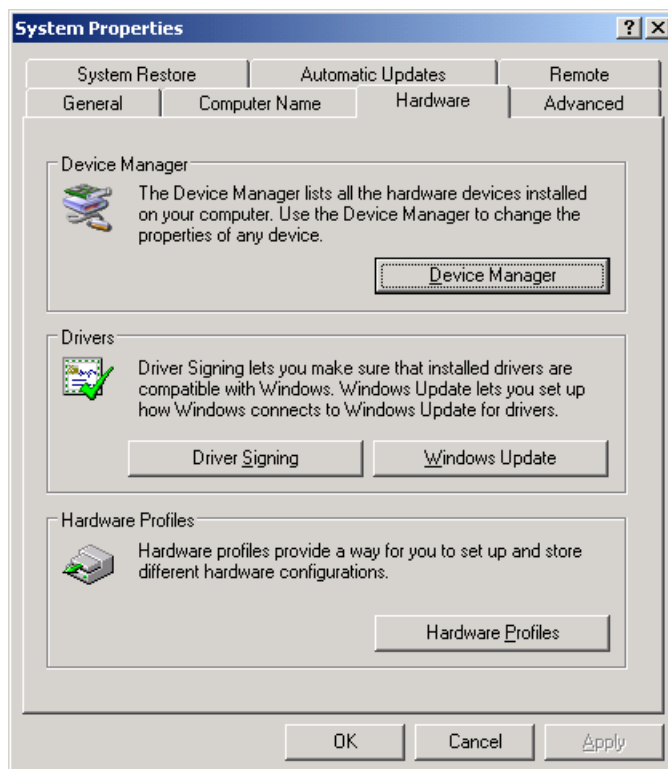 System Properties
System Restore
Automatic Updates
Remote
General
Computer Name
Hardware
Advanced
Device Manager
The Device Manager lists all the hardware devices installed
on your computer. Use the Device Manager to change the
properties of any device.
Device Manager
Drivers
Driver Signing lets you make sure that installed drivers are
compatible with Windows. Windows Update lets you set up
how Windows connects to Windows Update for drivers.
Driver Signing
Windows Update
Hardware Profiles
Hardware profiles provide a way for you to set up and store
different hardware configurations.
Hardware Profiles
OK
Cancel
Apply